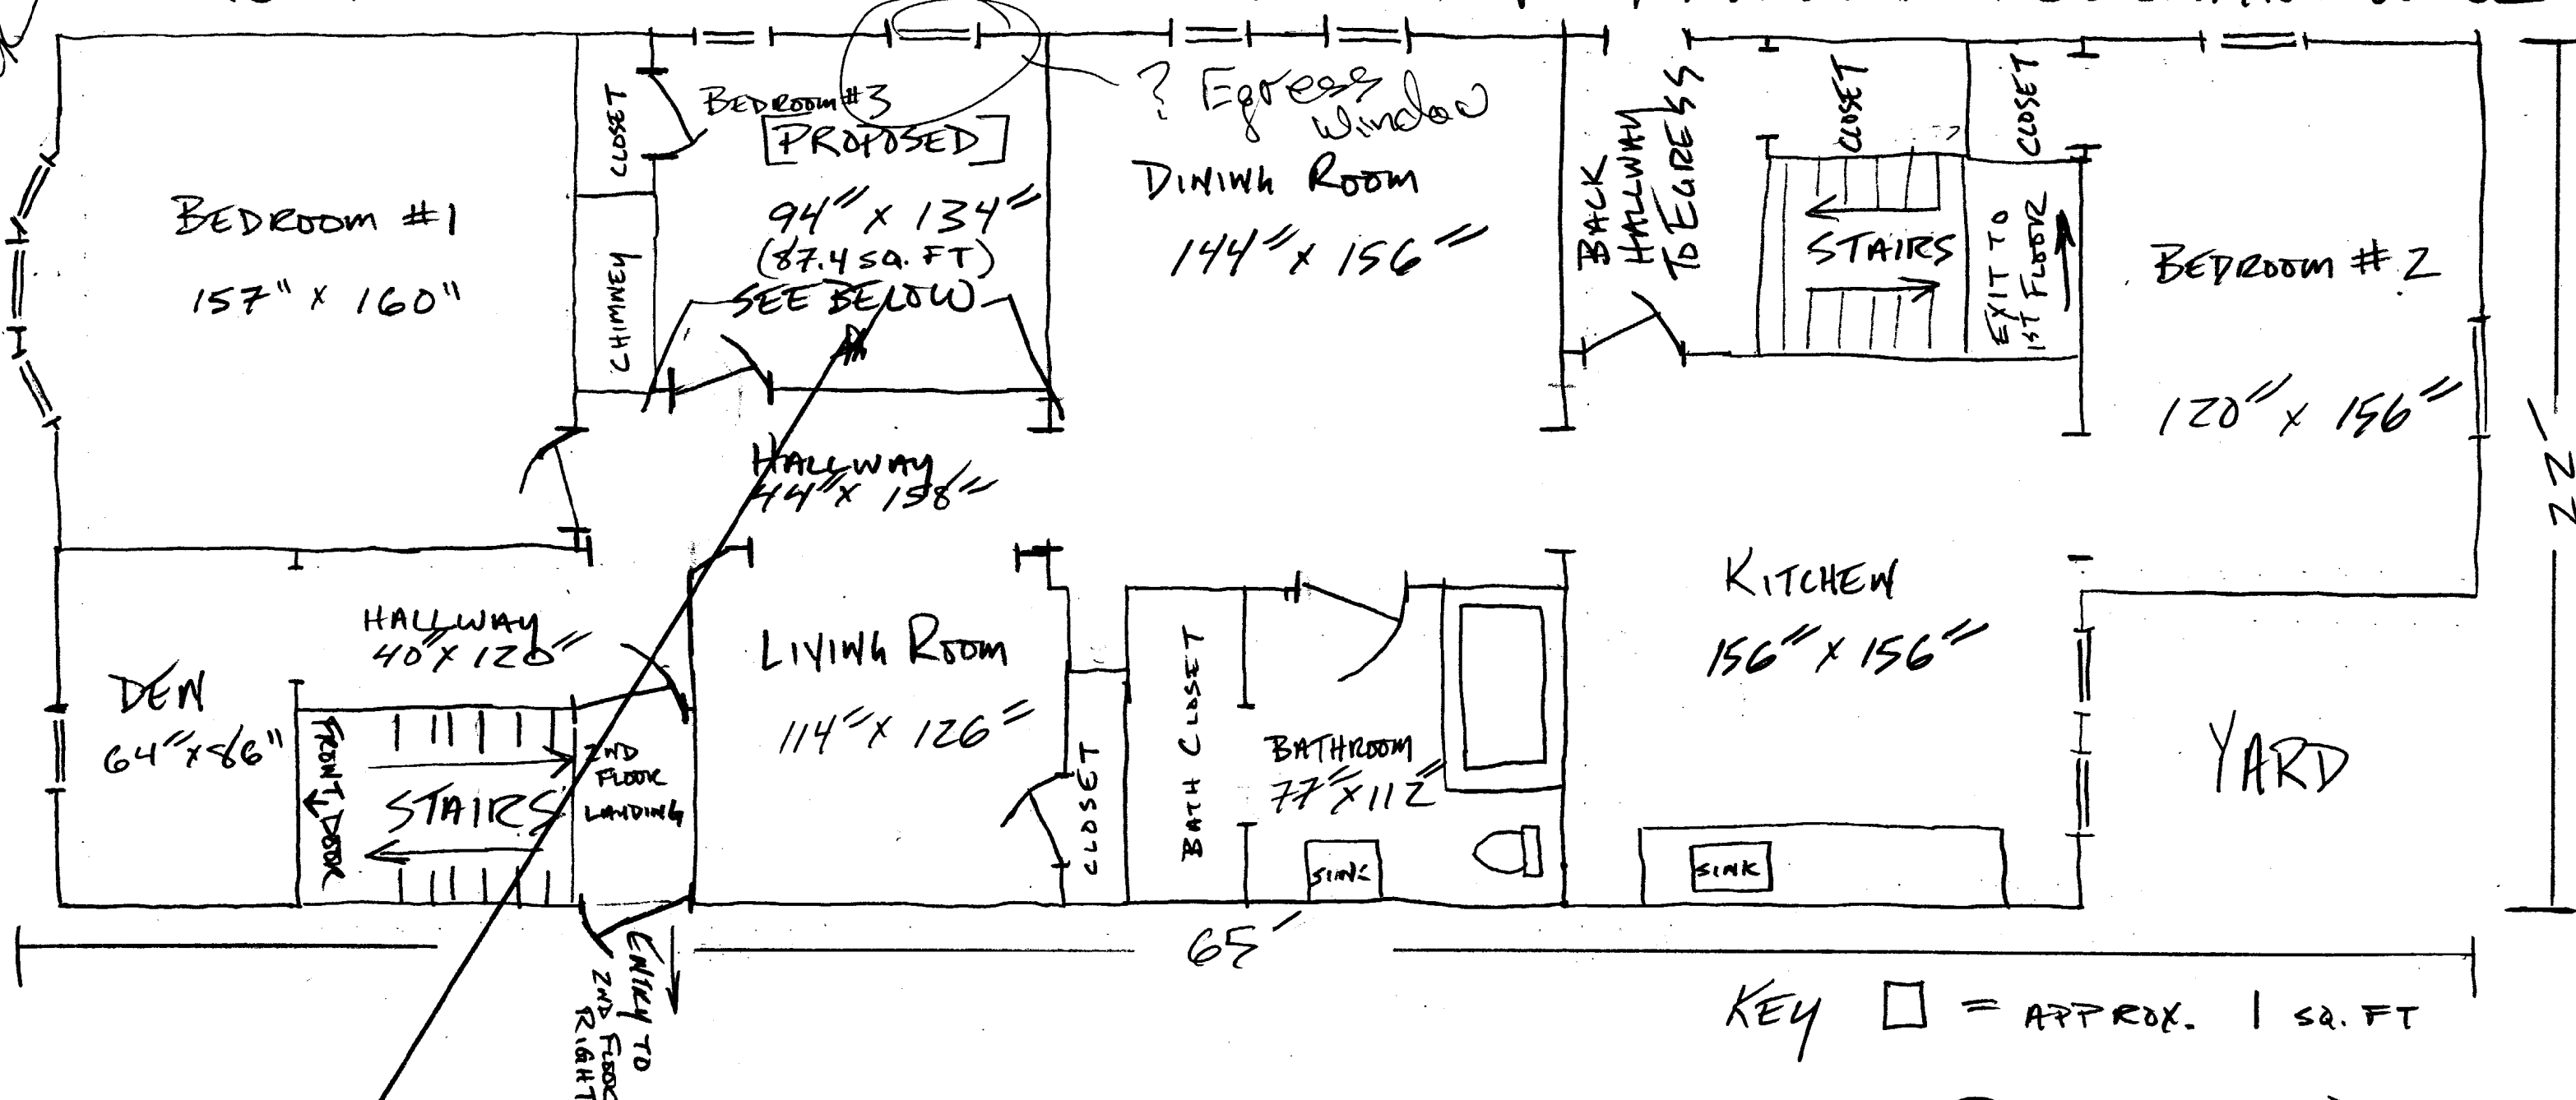 BEDROOM #1
157" x 160"
CLOSET
CHIMNEY
BEDROOM #3
[PROPOSED]
94" x 134"
(87.4 SQ. FT)
SEE BELOW
? Egress
Window
DINING ROOM
144" x 156"
BACK
HALLWAY
TO EGRESS
CLOSET
CLOSET
STAIRS
EXIT TO
1ST FLOOR
BEDROOM #2
120" x 156"
22'
HALLWAY
44" x 158"
HALLWAY
40" x 120"
DEN
64" x 86"
FRONT DOOR
STAIRS
2ND
FLOOR
LANDING
LIVING ROOM
114" x 126"
CLOSET
BATH CLOSET
BATHROOM
77" x 112"
SINK
KITCHEN
156" x 156"
SINK
YARD
ENTRY TO
2ND FLOOR
RIGHT
65'
KEY □ = APPROX. 1 SQ. FT